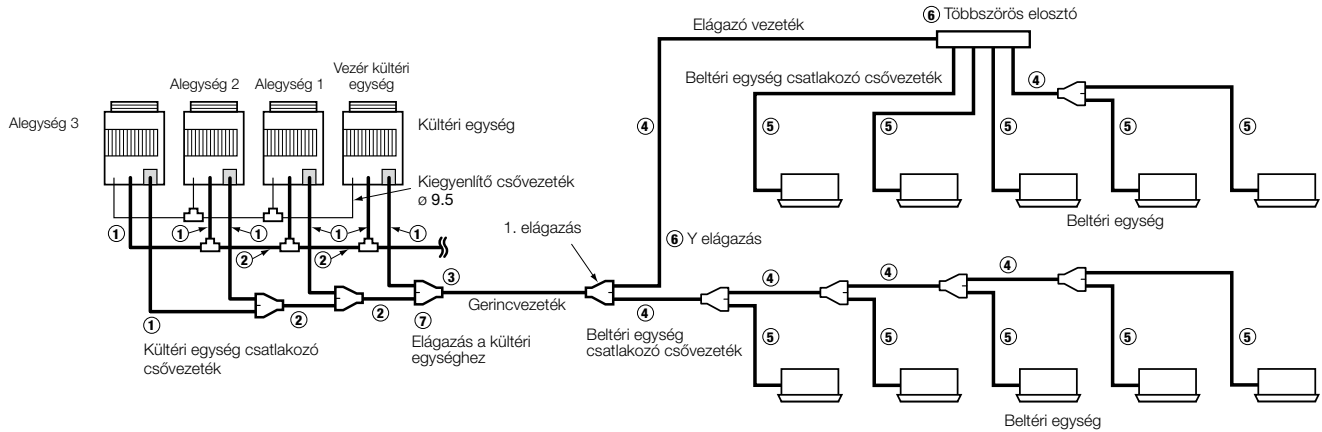 Elágazó vezeték
⑥ Többszörös elosztó
Alegység 2
Alegység 1
Vezér kültéri
egység
Beltéri egység csatlakozó csővezeték
④
Alegység 3
Kültéri egység
④
⑤
⑤
⑤
⑤
⑤
Kiegyenlítő csővezeték
ø 9.5
Beltéri egység
①
①
①
①
①
1. elágazás
⑥ Y elágazás
②
②
③
④
④
④
Gerincvezeték
①
②
②
⑦
④
⑤
⑤
⑤
⑤
⑤
Kültéri egység csatlakozó
csővezeték
Elágazás a kültéri
egységhez
Beltéri egység
csatlakozó csővezeték
Beltéri egység